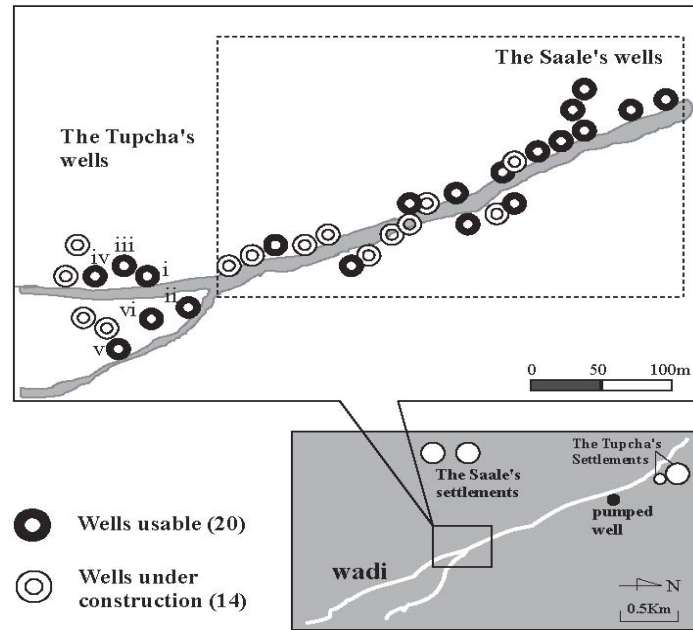 The Saale's wells
The Tupcha's
wells
iii
iv
i
ii
vi
v
0 50 100m
The Tupcha's
Settlements
The Saale's
settlements
pumped
well
wadi
N
0.5Km
Wells usable (20)
Wells under
construction (14)